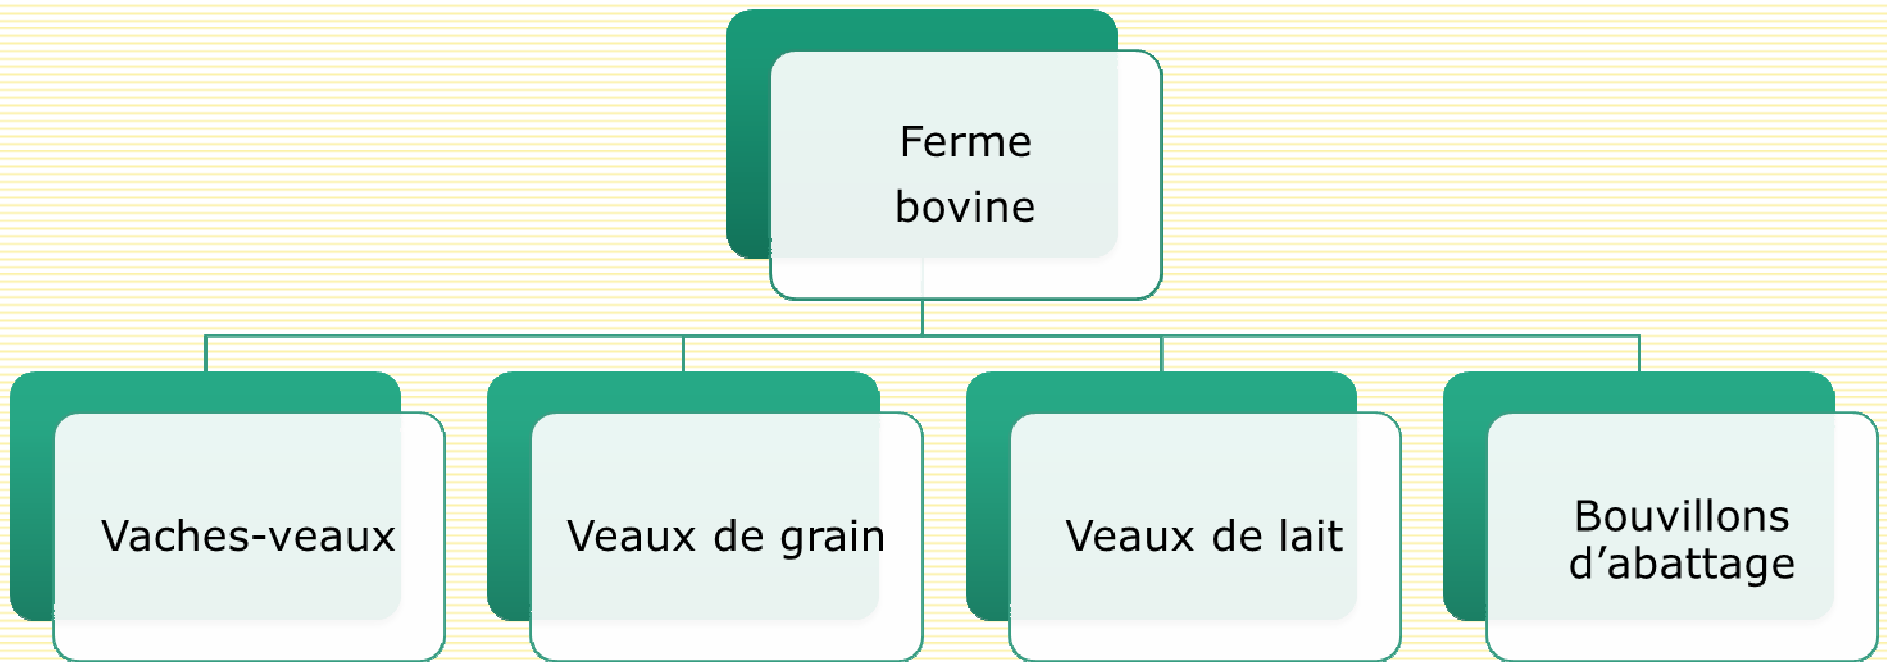 Ferme
bovine
Vaches-veaux
Veaux de grain
Veaux de lait
Bouvillons
d’abattage